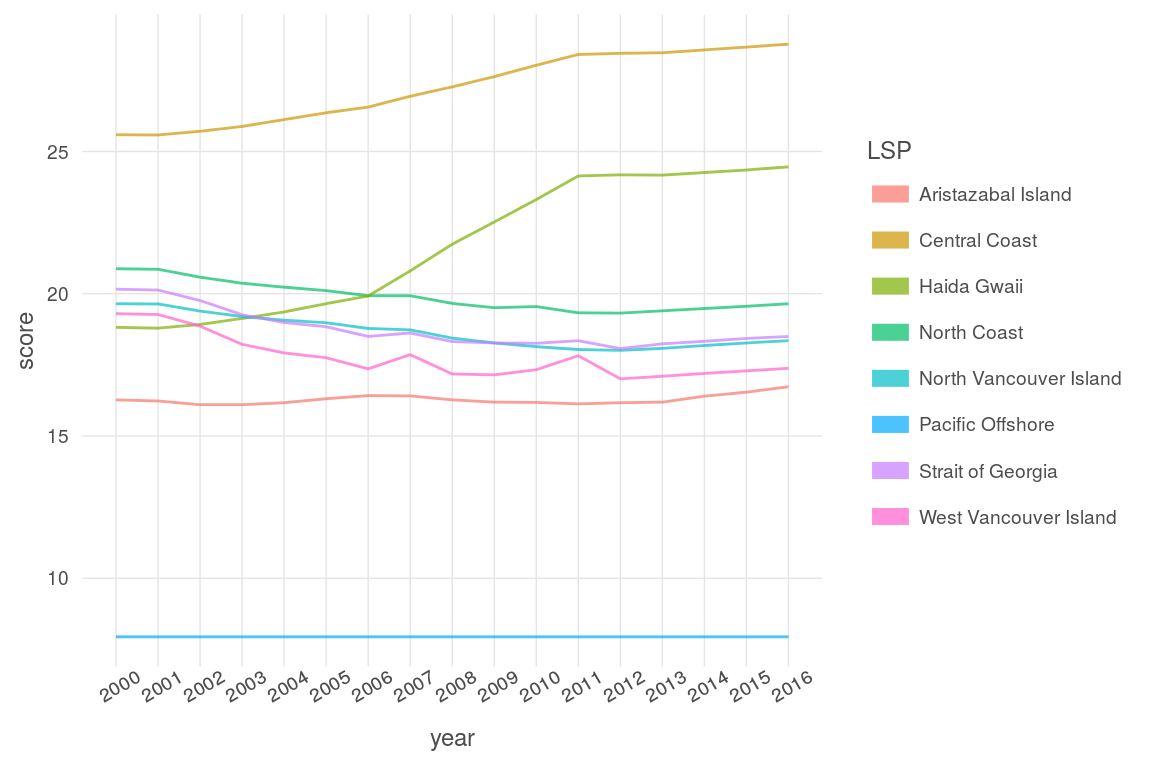 25
20
15
10
score
2000 2001 2002 2003 2004 2005 2006 2007 2008 2009 2010 2011 2012 2013 2014 2015 2016
year
LSP
Aristazabal Island
Central Coast
Haida Gwaii
North Coast
North Vancouver Island
Pacific Offshore
Strait of Georgia
West Vancouver Island